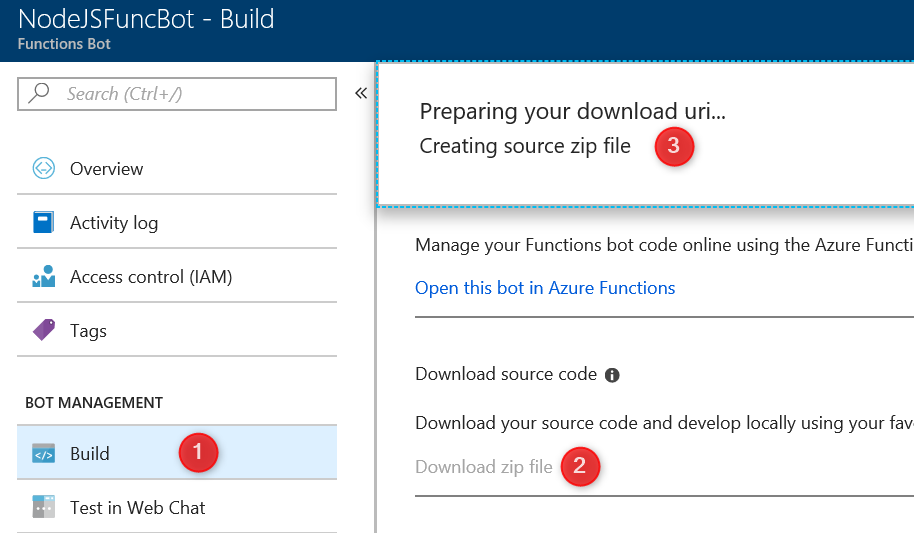 NodeJSFuncBot - Build
Functions Bot
Search (Ctrl+/)
«
Overview
Activity log
Access control (IAM)
Tags
BOT MANAGEMENT
Build 1
Test in Web Chat
Preparing your download uri...
Creating source zip file 3
Manage your Functions bot code online using the Azure Functi
Open this bot in Azure Functions
Download source code
Download your source code and develop locally using your fav
Download zip file 2